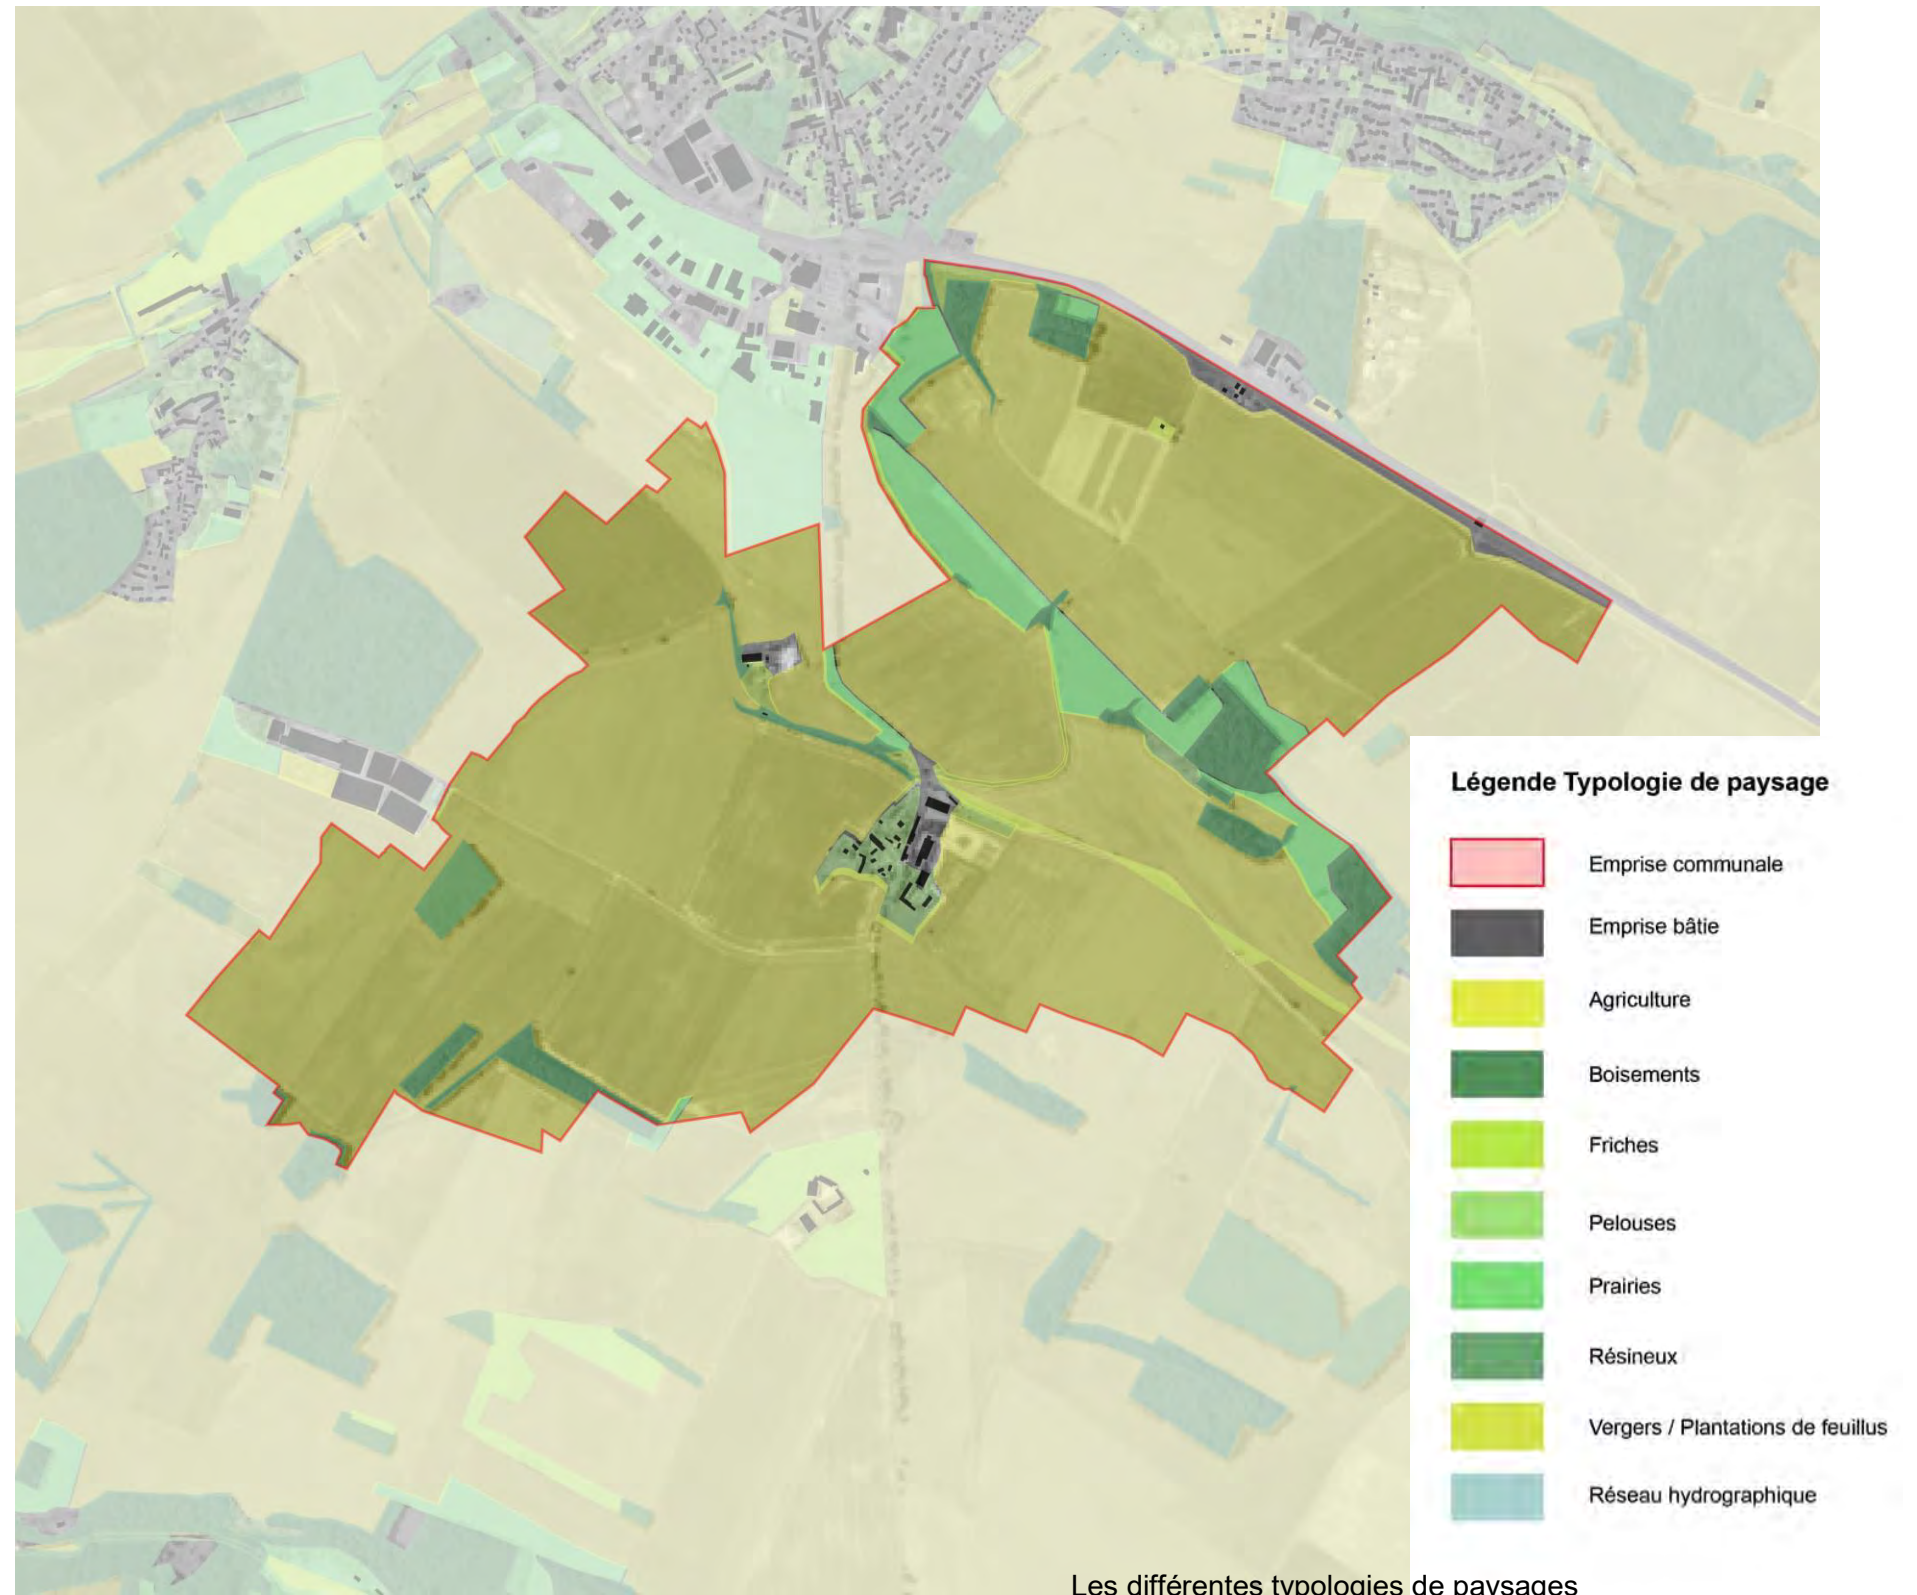 Légende Typologie de paysage
Emprise communale
Emprise bâtie
Agriculture
Boisements
Friches
Pelouses
Prairies
Résineux
Vergers / Plantations de feuillus
Réseau hydrographique
Les différentes typologies de paysages